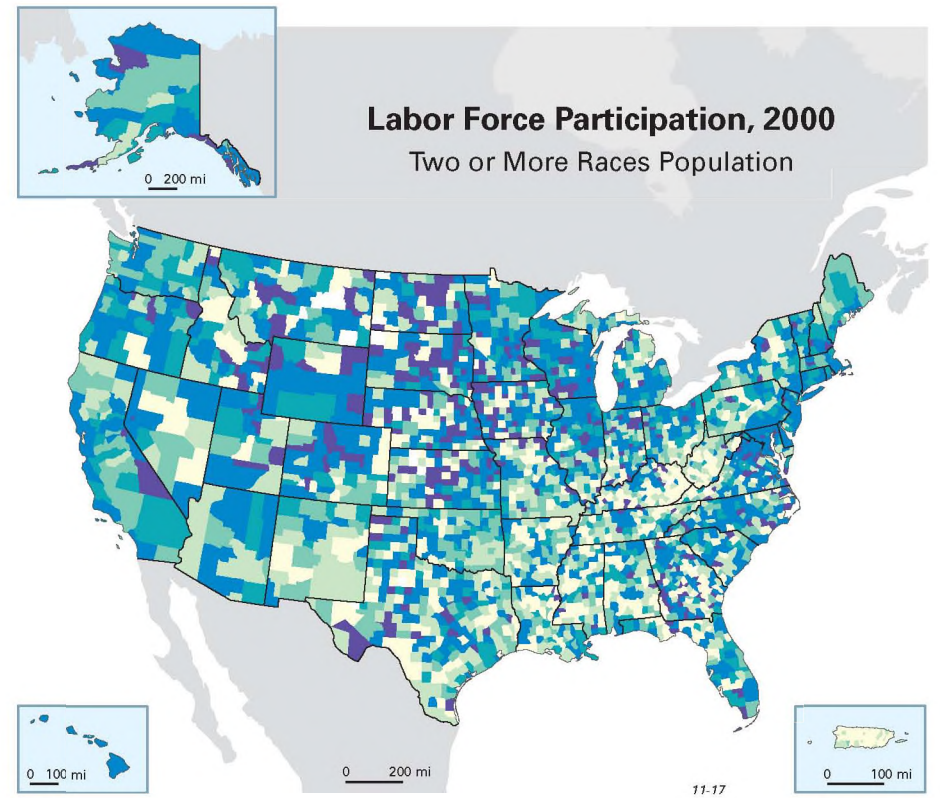 Labor Force Participation, 2000
Two or More Races Population
0 200 mi
0 100 mi
0 200 mi
0 100 mi
11-17